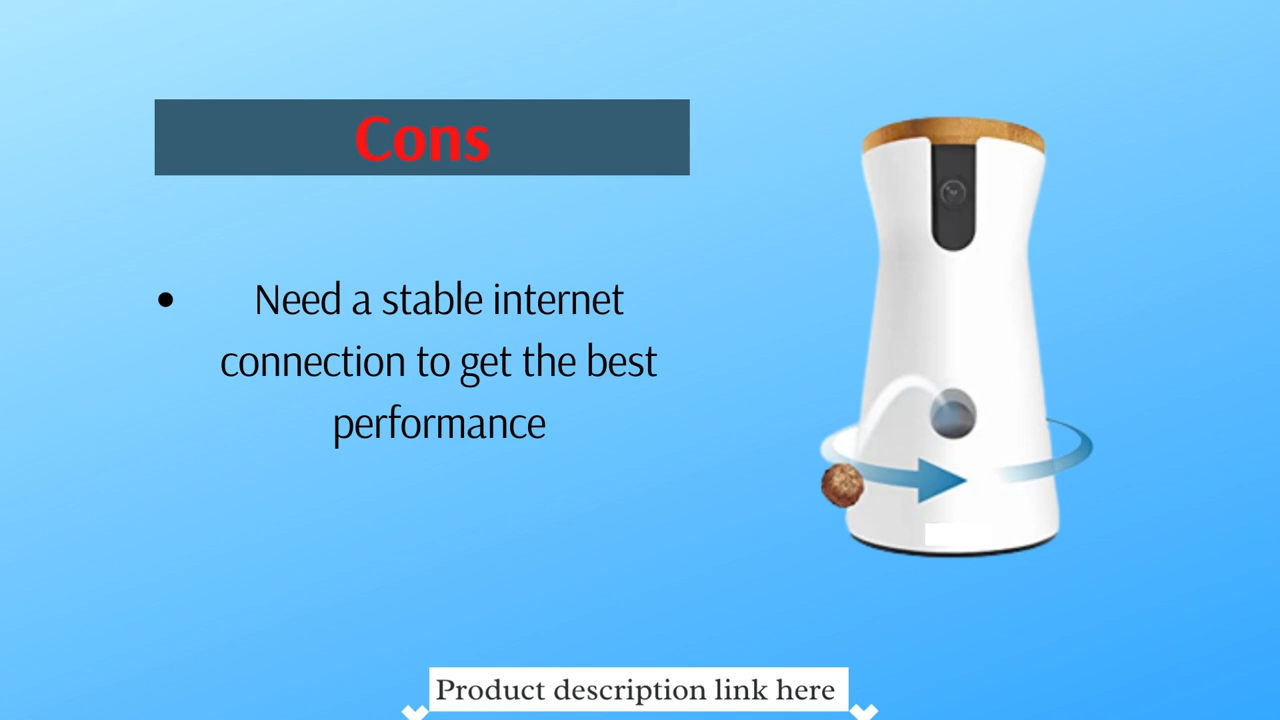 Cons
• Need a stable internet
connection to get the best
performance
Product description link here